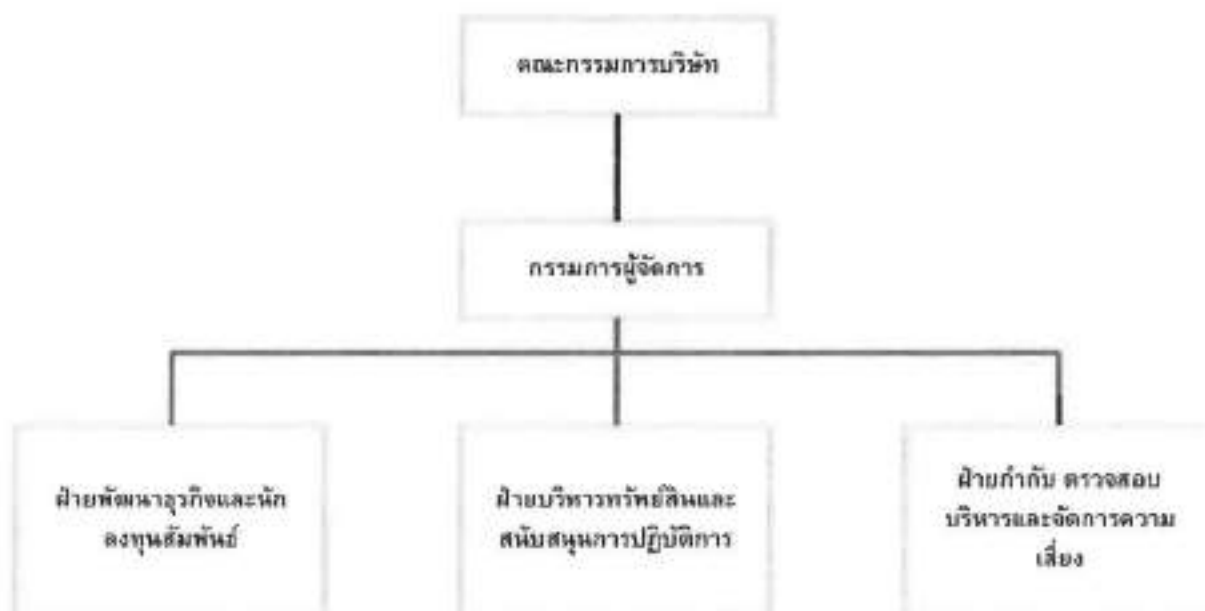 คณะกรรมการบริษัท
กรรมการผู้จัดการ
ฝ่ายพัฒนาธุรกิจและนัก
ลงทุนสัมพันธ์
ฝ่ายบริหารทรัพย์สินและ
สนับสนุนการปฏิบัติการ
ฝ่ายกำกับ ตรวจสอบ
บริหารและจัดการความ
เสี่ยง